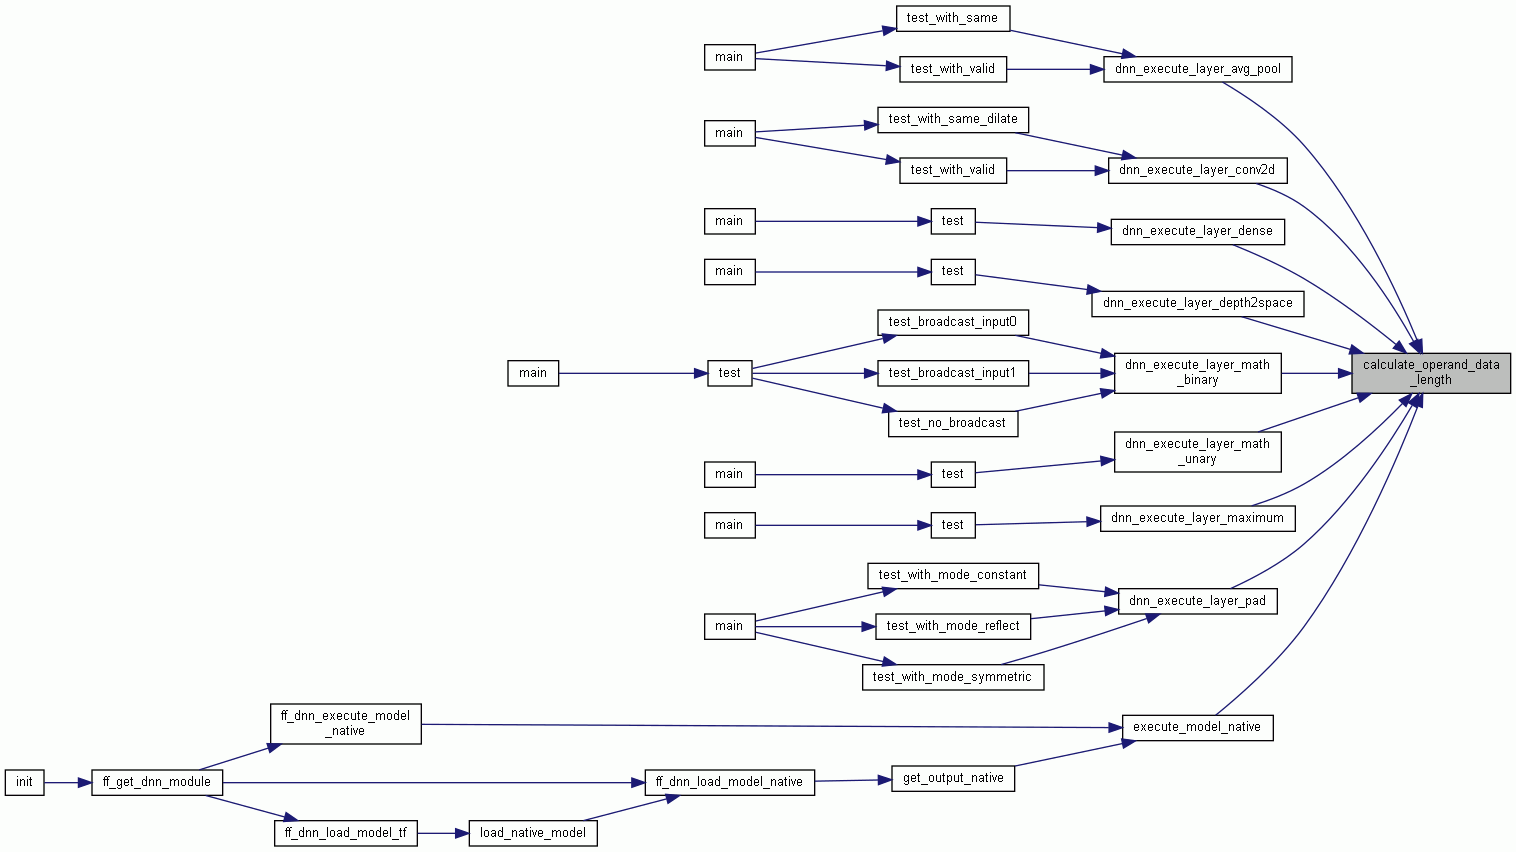 test_with_same
main
test_with_valid
dnn_execute_layer_avg_pool
test_with_same_dilate
main
test_with_valid
dnn_execute_layer_conv2d
main
test
dnn_execute_layer_dense
main
test
dnn_execute_layer_depth2space
test_broadcast_input0
main
test
test_broadcast_input1
dnn_execute_layer_math
_binary
calculate_operand_data
_length
test_no_broadcast
dnn_execute_layer_math
_unary
main
test
main
test
dnn_execute_layer_maximum
test_with_mode_constant
dnn_execute_layer_pad
main
test_with_mode_reflect
test_with_mode_symmetric
ff_dnn_execute_model
_native
execute_model_native
init
ff_get_dnn_module
ff_dnn_load_model_native
get_output_native
ff_dnn_load_model_tf
load_native_model